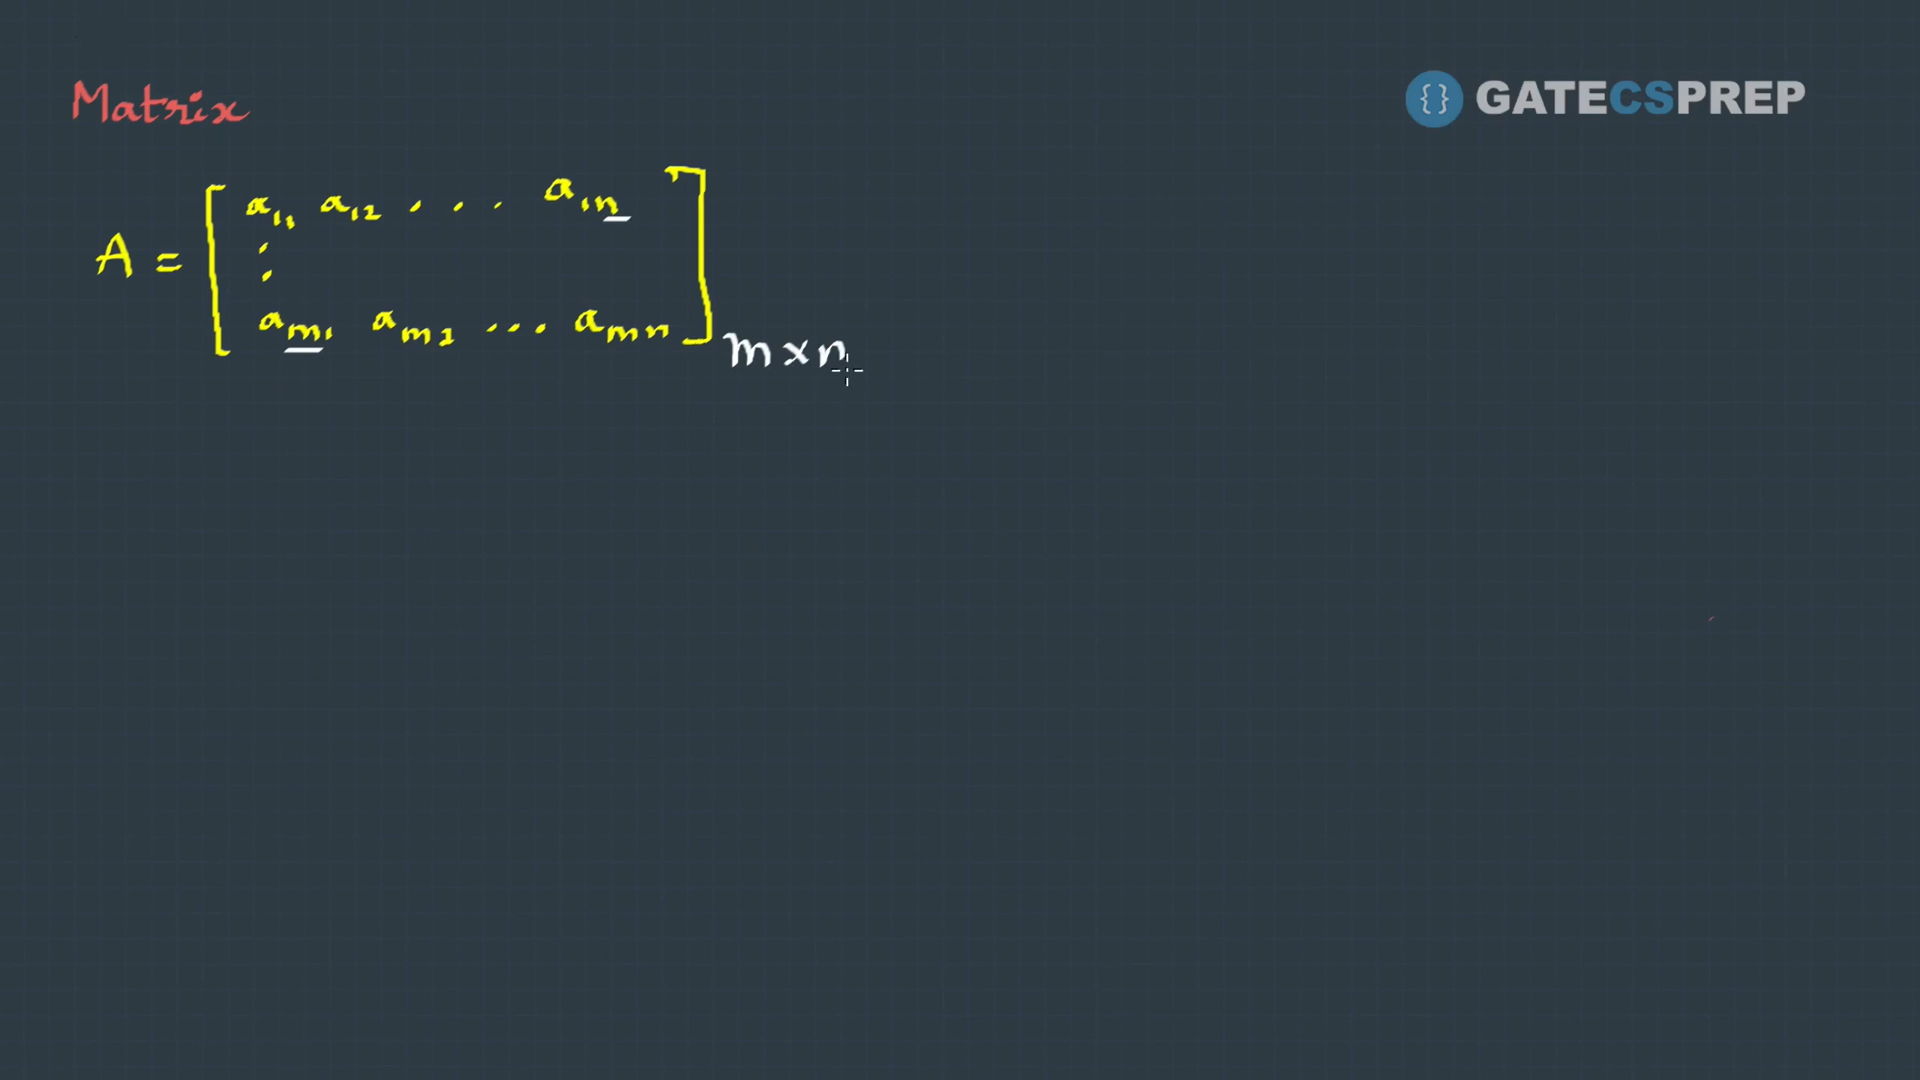 Matrix
{} GATECSPREP
A = [ a11 a12 . . . a1n
:
am1 am2 ... amn ] m×n